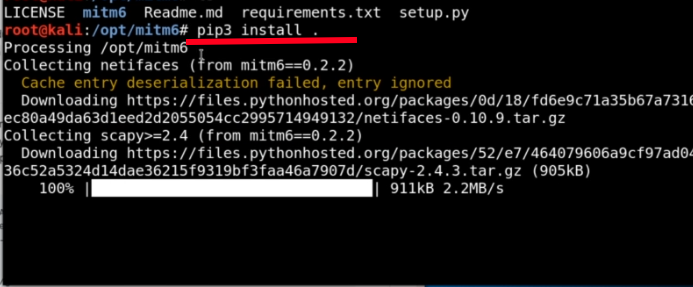 LICENSE mitm6 Readme.md requirements.txt setup.py
root@kali:/opt/mitm6# pip3 install .
Processing /opt/mitm6
Collecting netifaces (from mitm6==0.2.2)
Cache entry deserialization failed, entry ignored
Downloading https://files.pythonhosted.org/packages/0d/18/fd6e9c71a35b67a7316
ec80a49da63d1eed2d2055054cc2995714949132/netifaces-0.10.9.tar.gz
Collecting scapy>=2.4 (from mitm6==0.2.2)
Downloading https://files.pythonhosted.org/packages/52/e7/464079606a9cf97ad04
36c52a5324d14dae36215f9319bf3faa46a7907d/scapy-2.4.3.tar.gz (905kB)
100% | | 911kB 2.2MB/s